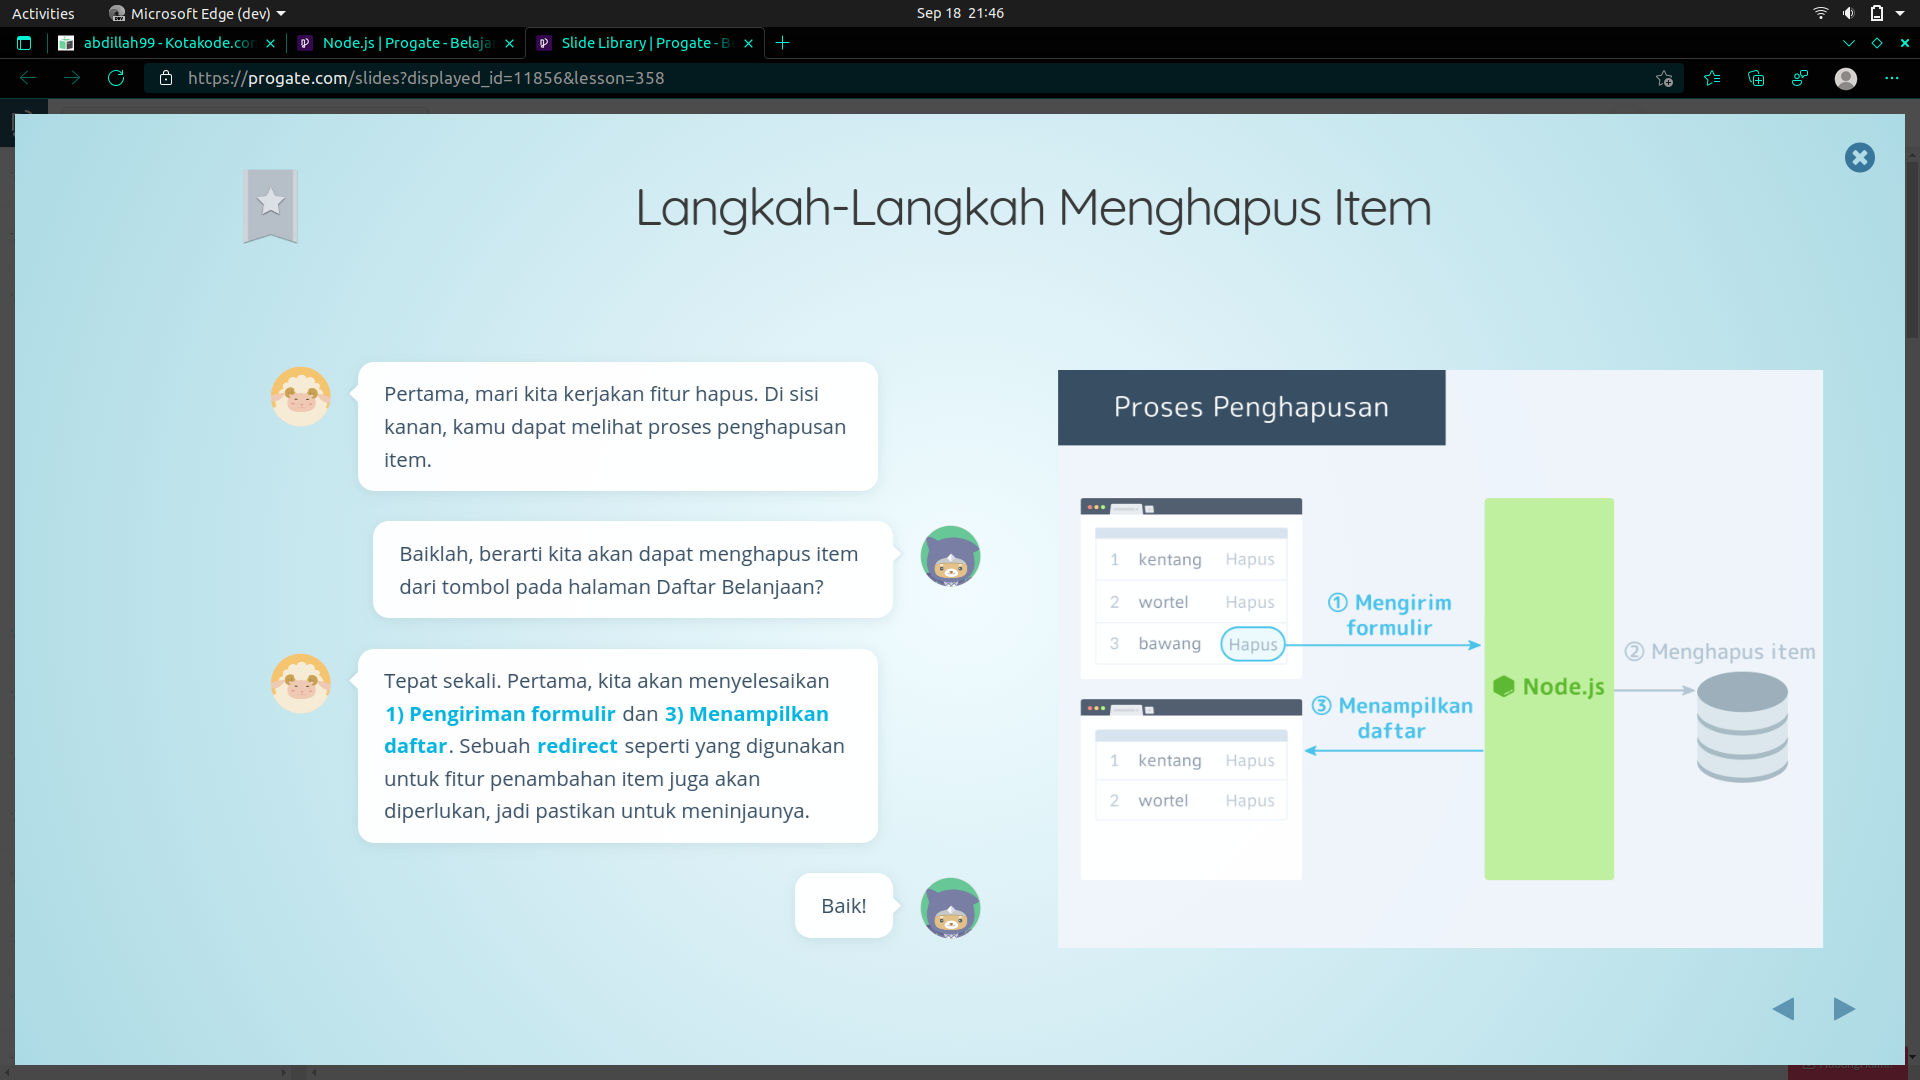 Activities
Microsoft Edge (dev)
Sep 18 21:46
abdillah99 - Kotakode.con
Node.js | Progate - Belaja
Slide Library | Progate - B
https://progate.com/slides?displayed_id=11856&lesson=358
Langkah-Langkah Menghapus Item
Pertama, mari kita kerjakan fitur hapus. Di sisi
kanan, kamu dapat melihat proses penghapusan
item.
Baiklah, berarti kita akan dapat menghapus item
dari tombol pada halaman Daftar Belanjaan?
Tepat sekali. Pertama, kita akan menyelesaikan
1) Pengiriman formulir dan 3) Menampilkan
daftar. Sebuah redirect seperti yang digunakan
untuk fitur penambahan item juga akan
diperlukan, jadi pastikan untuk meninjaunya.
Baik!
Proses Penghapusan
1 kentang Hapus
2 wortel Hapus
3 bawang Hapus
① Mengirim
formulir
Node.js
② Menghapus item
③ Menampilkan
daftar
1 kentang Hapus
2 wortel Hapus